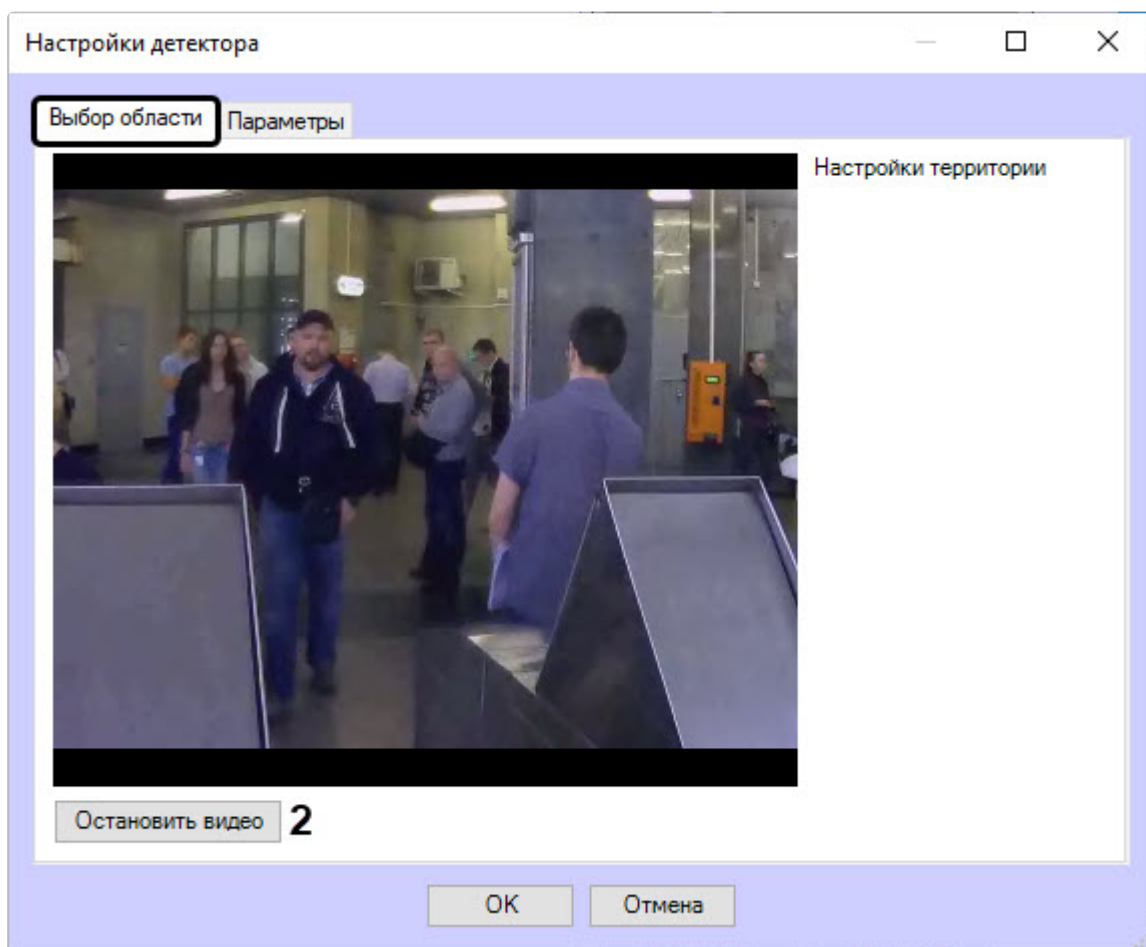 Настройки детектора
Выбор области
Параметры
Настройки территории
Остановить видео
2
OK
Отмена